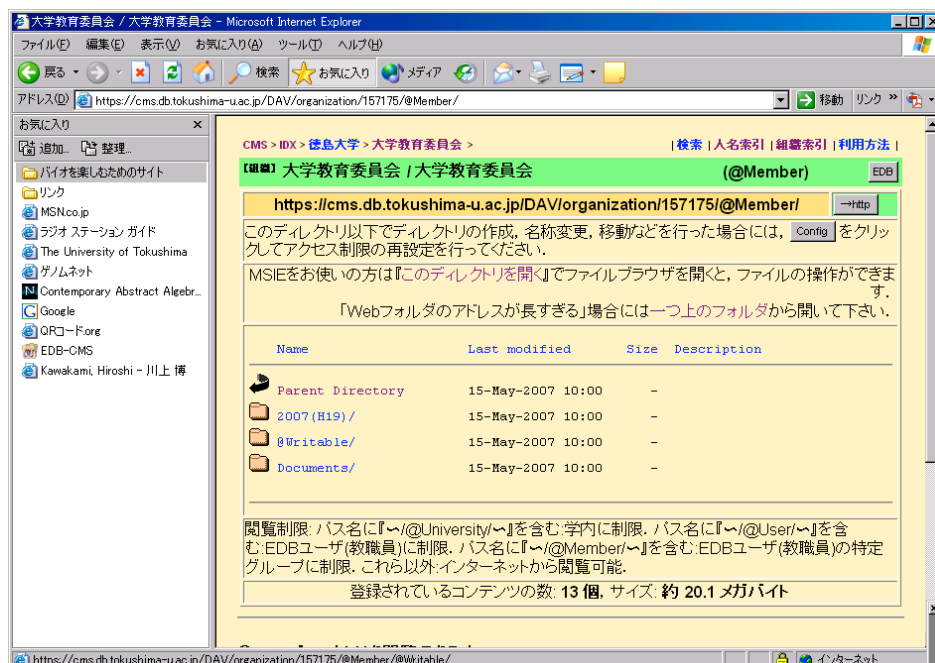 大学教育委員会 / 大学教育委員会 - Microsoft Internet Explorer
ファイル(F) 編集(E) 表示(V) お気に入り(A) ツール(T) ヘルプ(H)
戻る 検索 お気に入り メディア
アドレス(D) https://cms.db.tokushima-u.ac.jp/DAV/organization/157175/@Member/ 移動 リンク »
お気に入り ×
追加... 整理...
バイオを楽しむためのサイト
リンク
MSN.co.jp
ラジオ ステーション ガイド
The University of Tokushima
ゲノムネット
Contemporary Abstract Algebr...
Google
QRコード.org
EDB-CMS
Kawakami, Hiroshi - 川上 博
CMS > IDX > 徳島大学 > 大学教育委員会 > | 検索 | 人名索引 | 組織索引 | 利用方法 |
【組織】大学教育委員会 / 大学教育委員会 (@Member) EDB
https://cms.db.tokushima-u.ac.jp/DAV/organization/157175/@Member/ →http
このディレクトリ以下でディレクトリの作成, 名称変更, 移動などを行った場合には, Config をクリッ
クしてアクセス制限の再設定を行ってください.
MSIEをお使いの方は『このディレクトリを開く』でファイルブラウザを開くと, ファイルの操作ができま
す.
「Webフォルダのアドレスが長すぎる」場合には一つ上のフォルダから開いて下さい.
Name Last modified Size Description
Parent Directory 15-May-2007 10:00 -
2007(H19)/ 15-May-2007 10:00 -
@Writable/ 15-May-2007 10:00 -
Documents/ 15-May-2007 10:00 -
閲覧制限: パス名に『〜/@University/〜』を含む:学内に制限. パス名に『〜/@User/〜』を含
む:EDBユーザ(教職員)に制限. パス名に『〜/@Member/〜』を含む:EDBユーザ(教職員)の特定
グループに制限. これら以外:インターネットから閲覧可能.
登録されているコンテンツの数: 13 個, サイズ: 約 20.1 メガバイト
https://cms.db.tokushima-u.ac.jp/DAV/organization/157175/@Member/@Writable/ インターネット